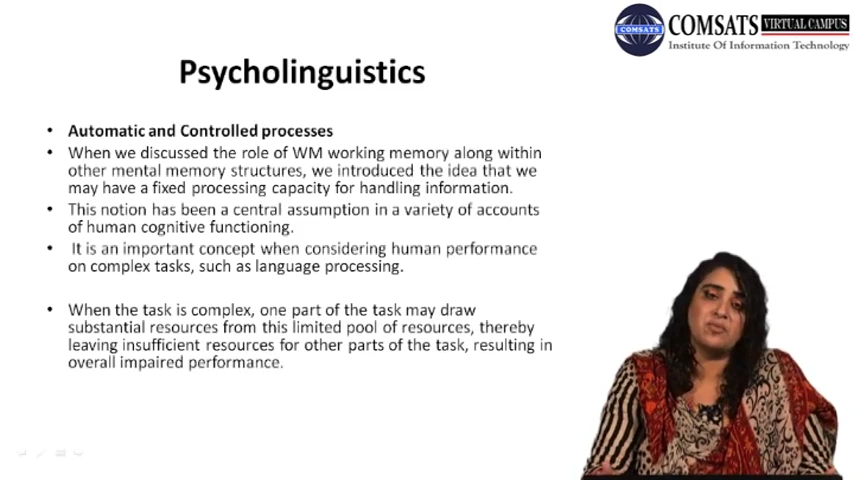 COMSATS VIRTUAL CAMPUS
COMSATS
Institute Of Information Technology
Psycholinguistics
• Automatic and Controlled processes
• When we discussed the role of WM working memory along within
other mental memory structures, we introduced the idea that we
may have a fixed processing capacity for handling information.
• This notion has been a central assumption in a variety of accounts
of human cognitive functioning.
• It is an important concept when considering human performance
on complex tasks, such as language processing.
• When the task is complex, one part of the task may draw
substantial resources from this limited pool of resources, thereby
leaving insufficient resources for other parts of the task, resulting in
overall impaired performance.